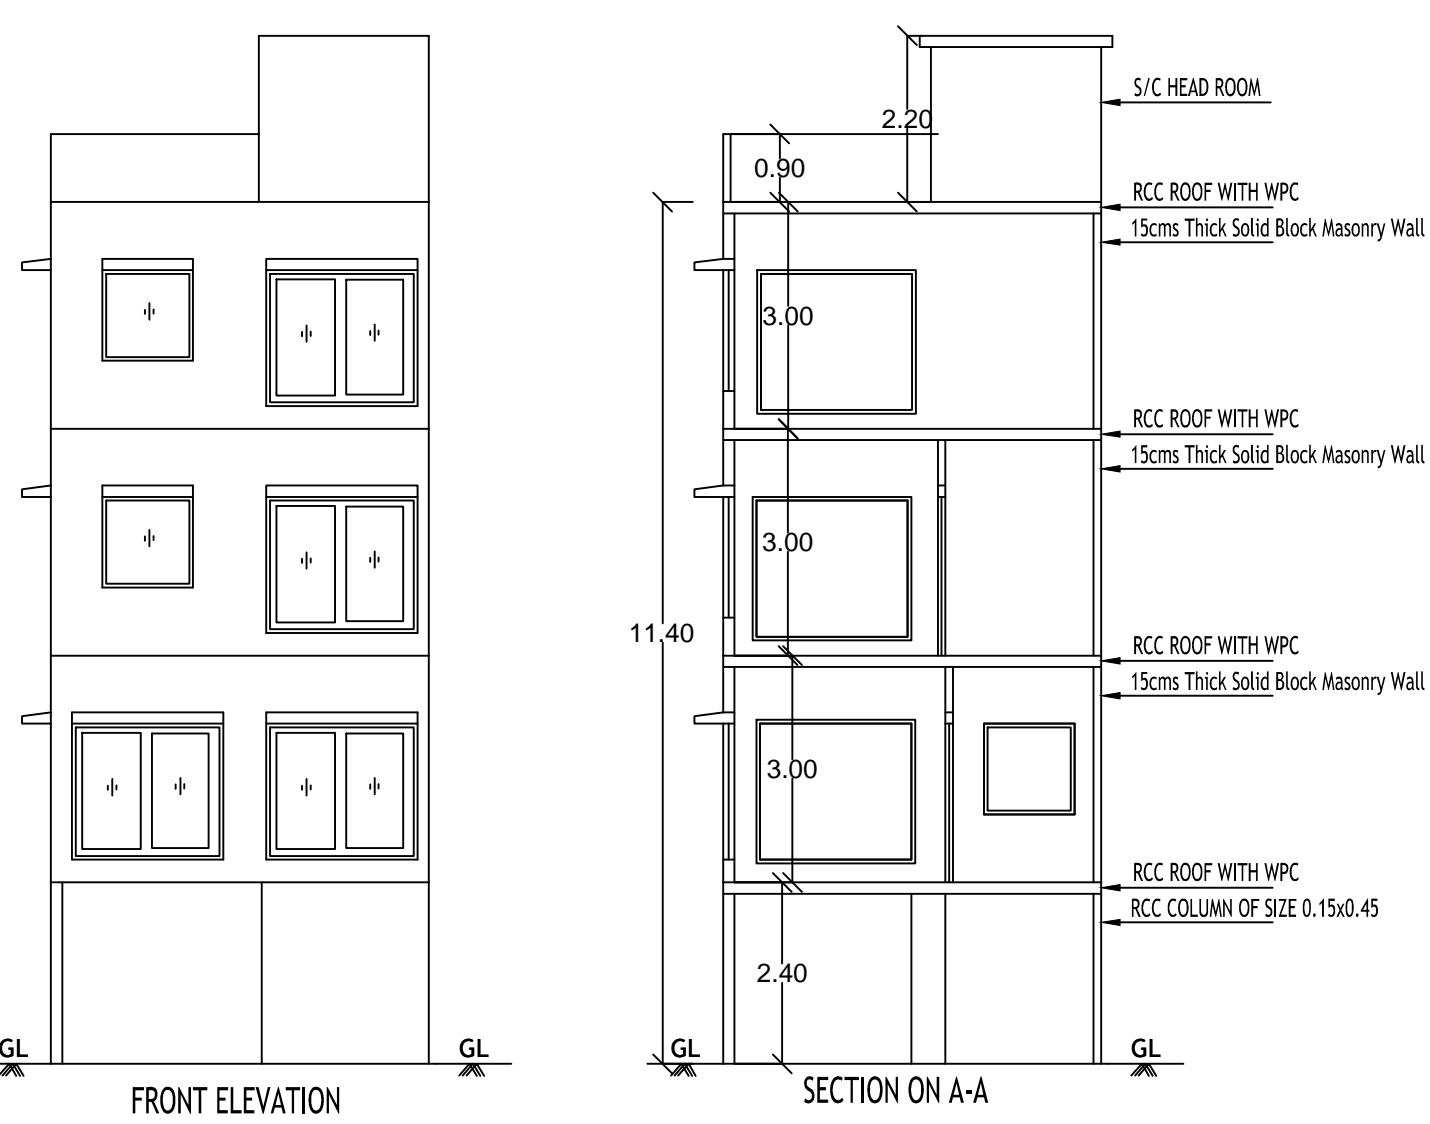 S/C HEAD ROOM
2.20
0.90
RCC ROOF WITH WPC
15cms Thick Solid Block Masonry Wall
3.00
RCC ROOF WITH WPC
15cms Thick Solid Block Masonry Wall
3.00
11.40
RCC ROOF WITH WPC
15cms Thick Solid Block Masonry Wall
3.00
RCC ROOF WITH WPC
RCC COLUMN OF SIZE 0.15x0.45
2.40
GL
GL
GL
GL
FRONT ELEVATION
SECTION ON A-A